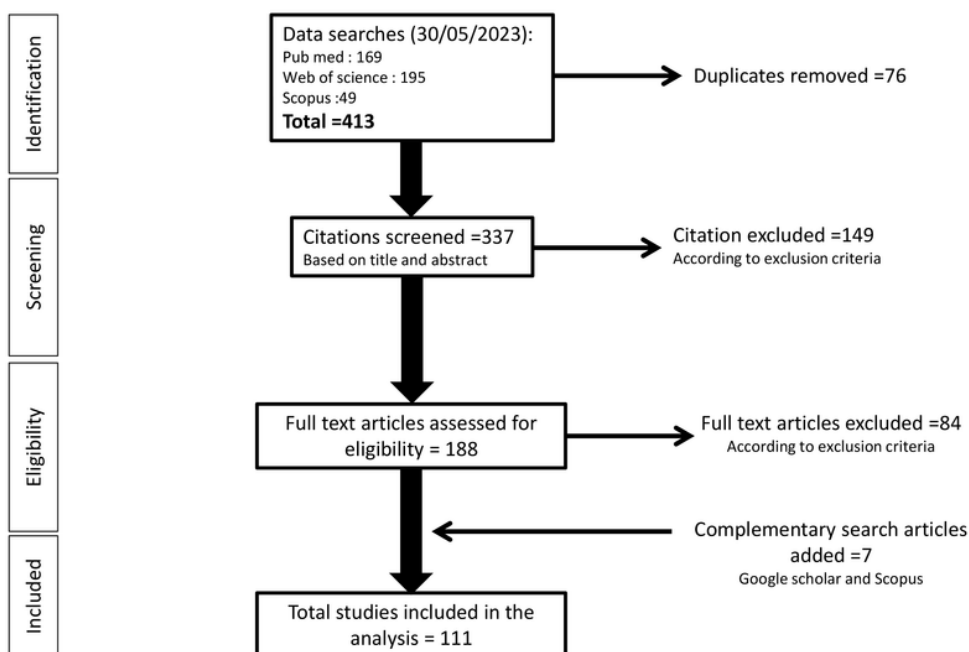 Identification
Data searches (30/05/2023):
Pub med : 169
Web of science : 195
Scopus :49
Total =413
Duplicates removed =76
Screening
Citations screened =337
Based on title and abstract
Citation excluded =149
According to exclusion criteria
Eligibility
Full text articles assessed for
eligibility = 188
Full text articles excluded =84
According to exclusion criteria
Complementary search articles
added =7
Google scholar and Scopus
Included
Total studies included in the
analysis = 111